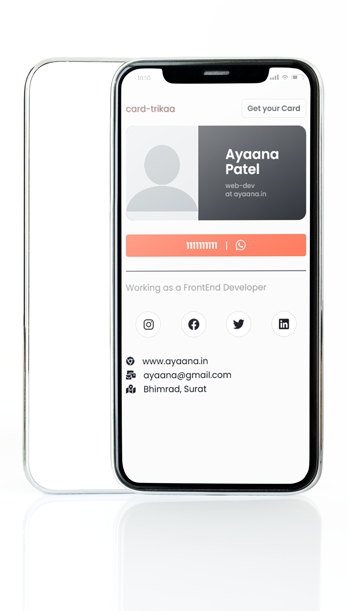 10:10
card-trikaa
Get your Card
Ayaana
Patel
web-dev
at ayaana.in
1111111111 |
Working as a FrontEnd Developer
www.ayaana.in
ayaana@gmail.com
Bhimrad, Surat